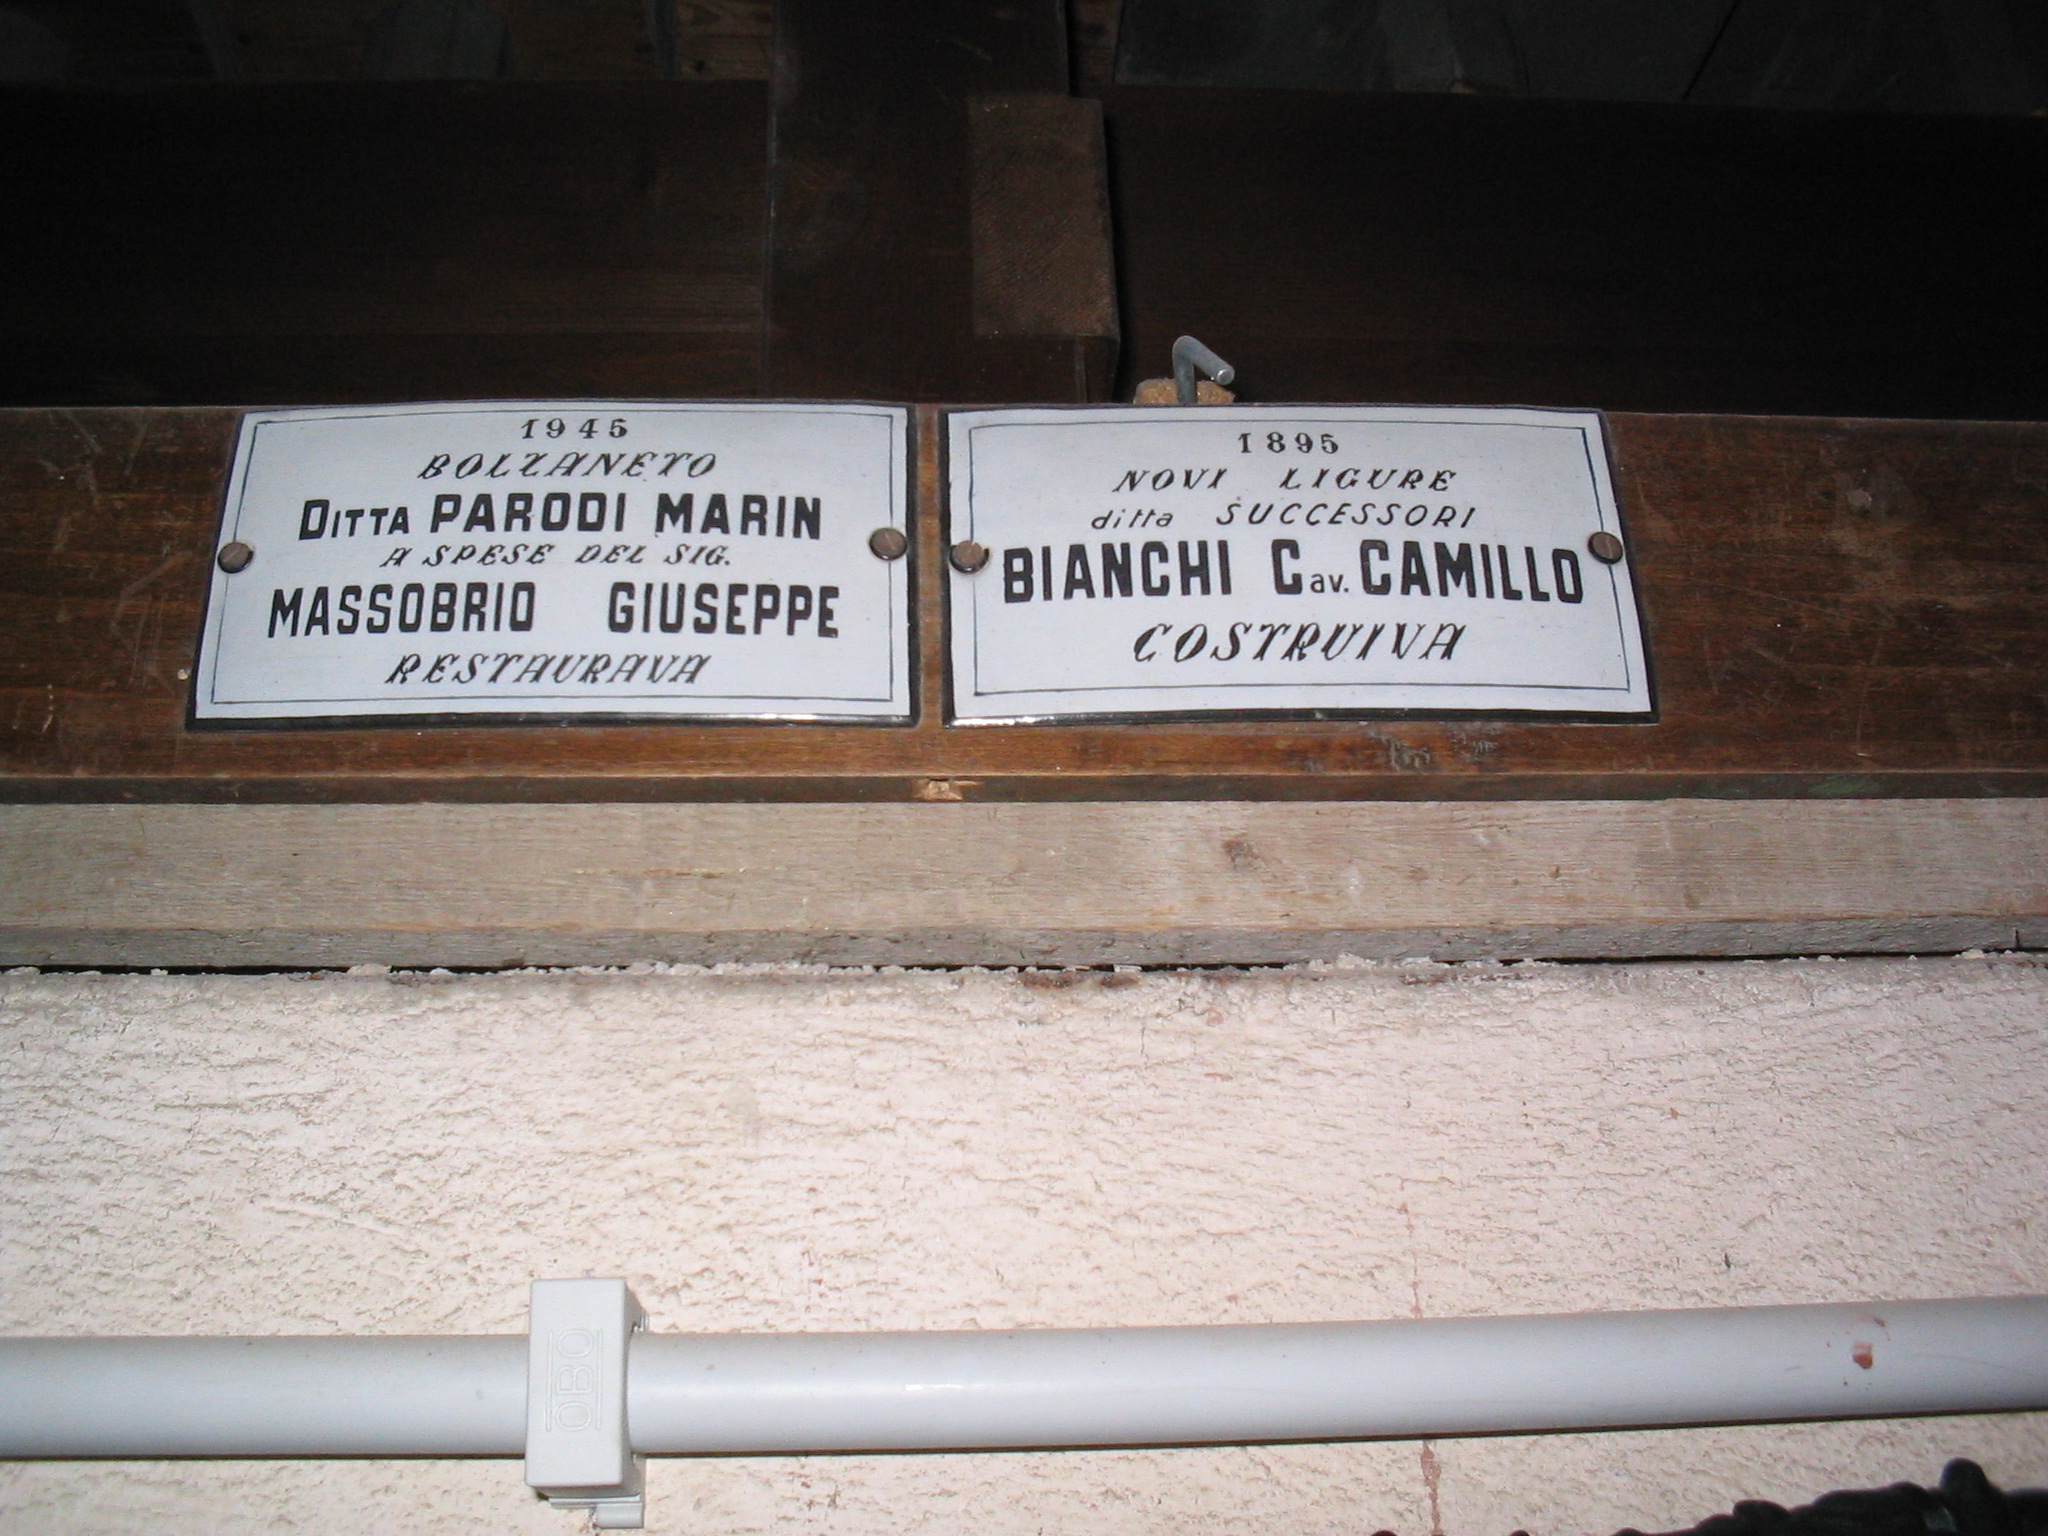 1945
BOLZANETO
DITTA PARODI MARIN
A SPESE DEL SIG.
MASSOBRIO GIUSEPPE
RESTAURAVA
1895
NOVI LIGURE
ditta SUCCESSORI
BIANCHI Cav. CAMILLO
COSTRUIVA
OBO